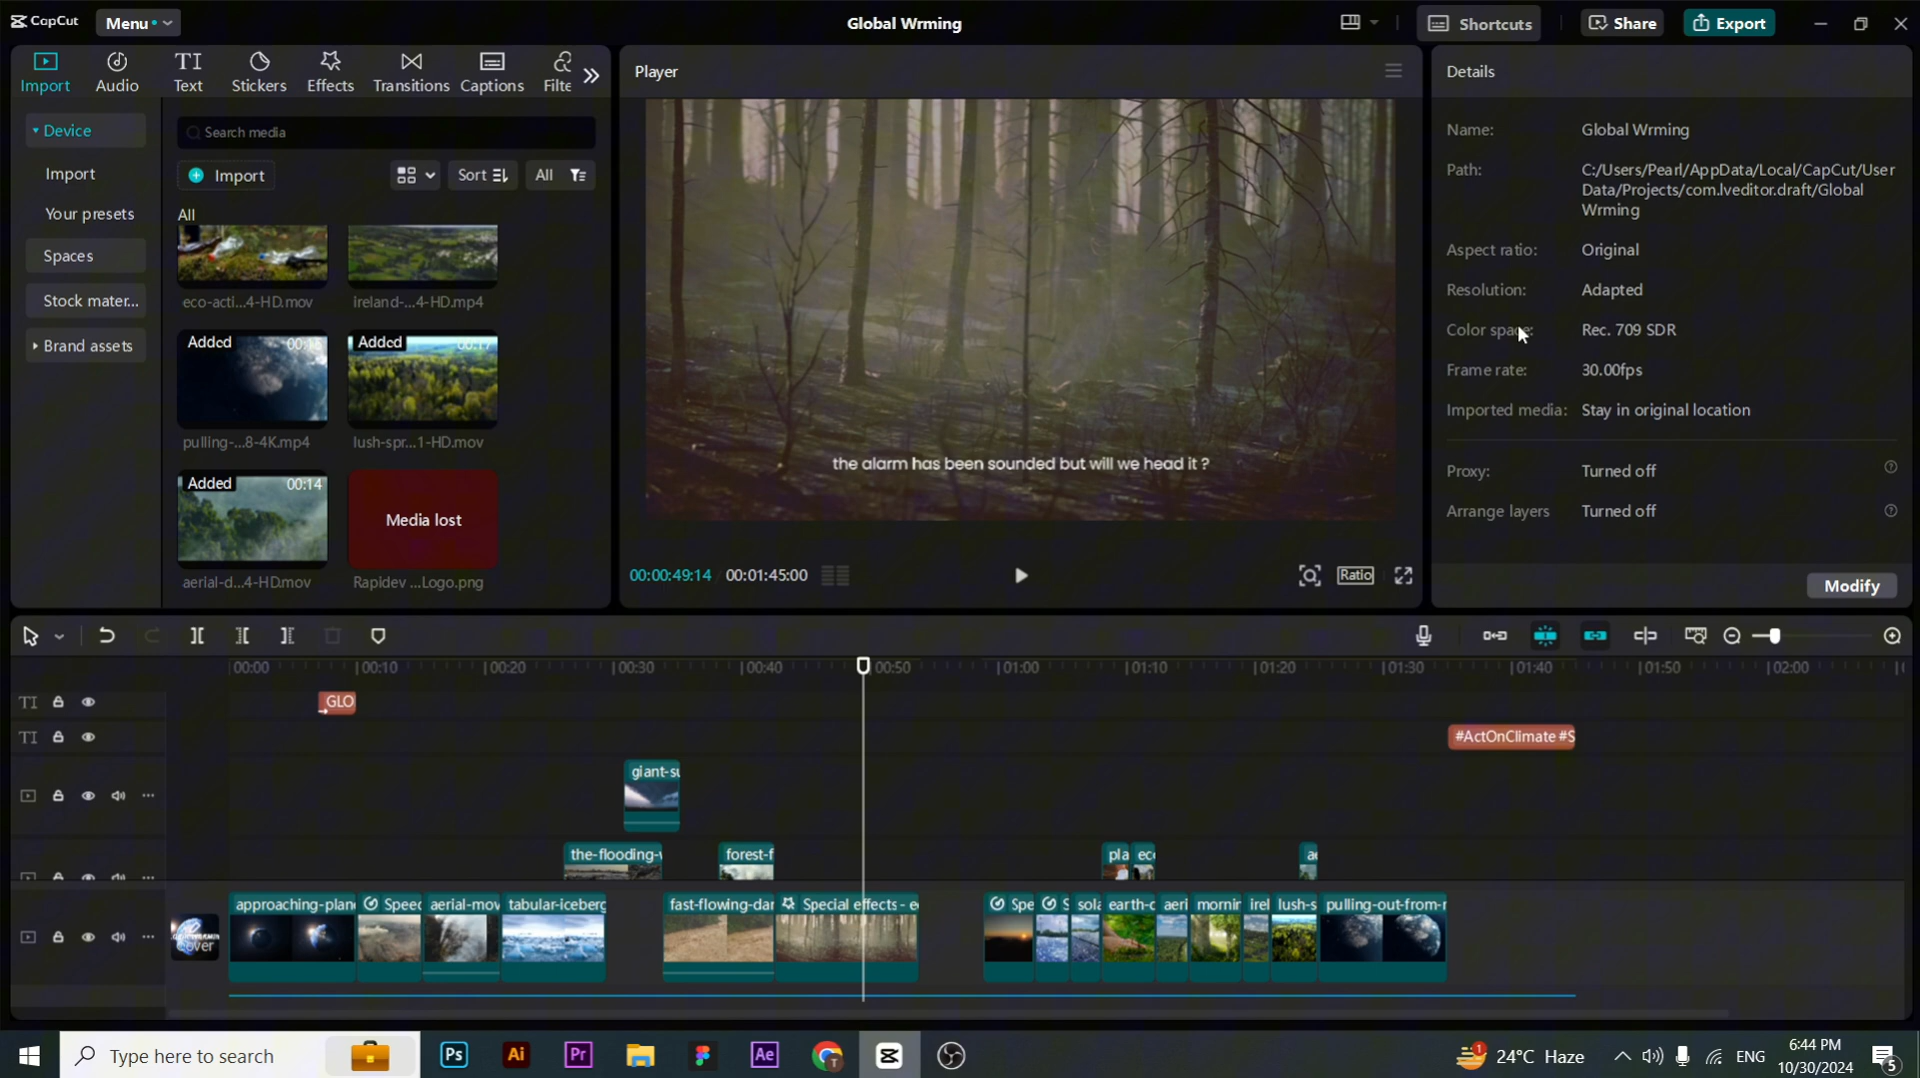 CapCut Menu Global Wrming Shortcuts Share Export
Import Audio Text Stickers Effects Transitions Captions Filte
Device
Import
Your presets
Spaces
Stock mater...
Brand assets
Search media
Import Sort All
All
eco-acti...4-HD.mov ireland-...4-HD.mp4
Added Added
pulling-...8-4K.mp4 lush-spr...1-HD.mov
Added 00:14 Media lost
aerial-d...4-HD.mov Rapidev ...Logo.png
Player
the alarm has been sounded but will we head it ?
00:00:49:14 00:01:45:00 Ratio
Details
Name: Global Wrming
Path: C:/Users/Pearl/AppData/Local/CapCut/User
Data/Projects/com.lveditor.draft/Global
Wrming
Aspect ratio: Original
Resolution: Adapted
Color space: Rec. 709 SDR
Frame rate: 30.00fps
Imported media: Stay in original location
Proxy: Turned off
Arrange layers Turned off
Modify
00:00 00:10 00:20 00:30 00:40 00:50 01:00 01:10 01:20 01:30 01:40 01:50 02:00
TI GLO
TI #ActOnClimate #S
giant-su
the-flooding-w forest-f pla eco
approaching-plane Speed aerial-mov tabular-iceberg fast-flowing-dar Special effects - e Spe S sola earth-c aeri mornin irel lush-s pulling-out-from-
Cover
Type here to search Ps Ai Pr Ae T 1 24°C Haze ENG 6:44 PM
10/30/2024 5